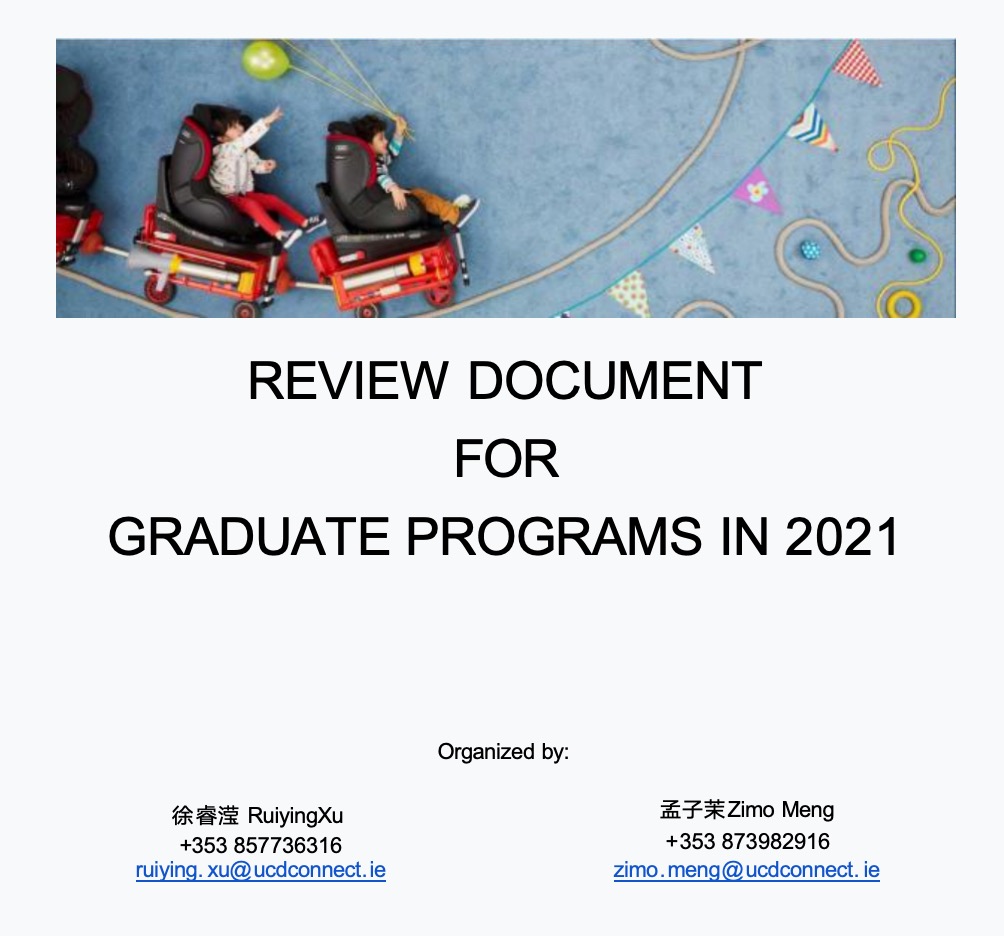 REVIEW DOCUMENT
FOR
GRADUATE PROGRAMS IN 2021
Organized by:
徐睿滢 RuiyingXu
+353 857736316
ruiying.xu@ucdconnect.ie
孟子茉Zimo Meng
+353 873982916
zimo.meng@ucdconnect.ie